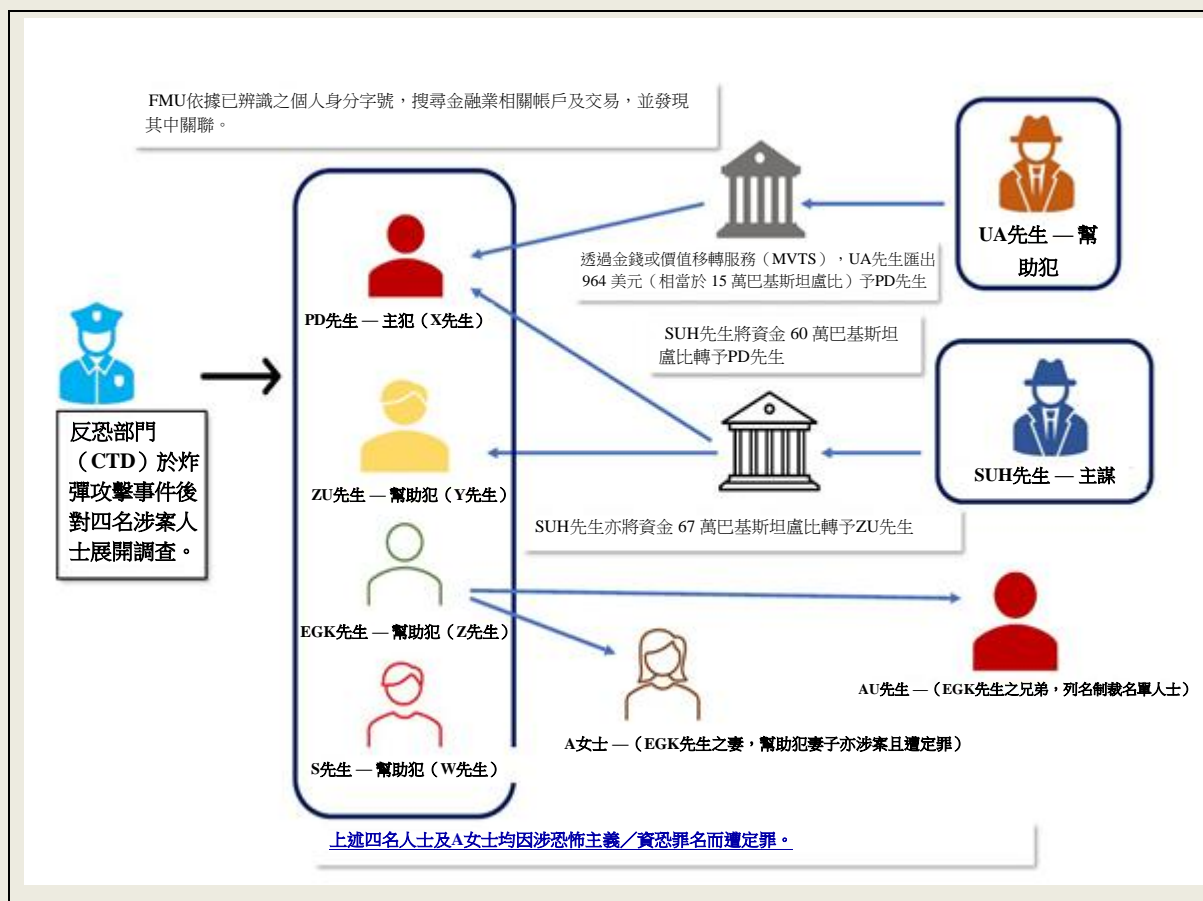 FMU依據已辨識之個人身分字號，搜尋金融業相關帳戶及交易，並發現
其中關聯。
UA先生 — 幫
助犯
透過金錢或價值移轉服務（MVTS），UA先生匯出
964 美元（相當於 15 萬巴基斯坦盧比）予PD先生
PD先生 — 主犯（X先生）
SUH先生將資金 60 萬巴基斯坦
盧比轉予PD先生
反恐部門
（CTD）於炸
彈攻擊事件後
對四名涉案人
士展開調查。
SUH先生 — 主謀
ZU先生 — 幫助犯（Y先生）
SUH先生亦將資金 67 萬巴基斯坦盧比轉予ZU先生
EGK先生 — 幫助犯（Z先生）
AU先生 —（EGK先生之兄弟，列名制裁名單人士）
A女士 —（EGK先生之妻，幫助犯妻子亦涉案且遭定罪）
S先生 — 幫助犯（W先生）
上述四名人士及A女士均因涉恐怖主義／資恐罪名而遭定罪。